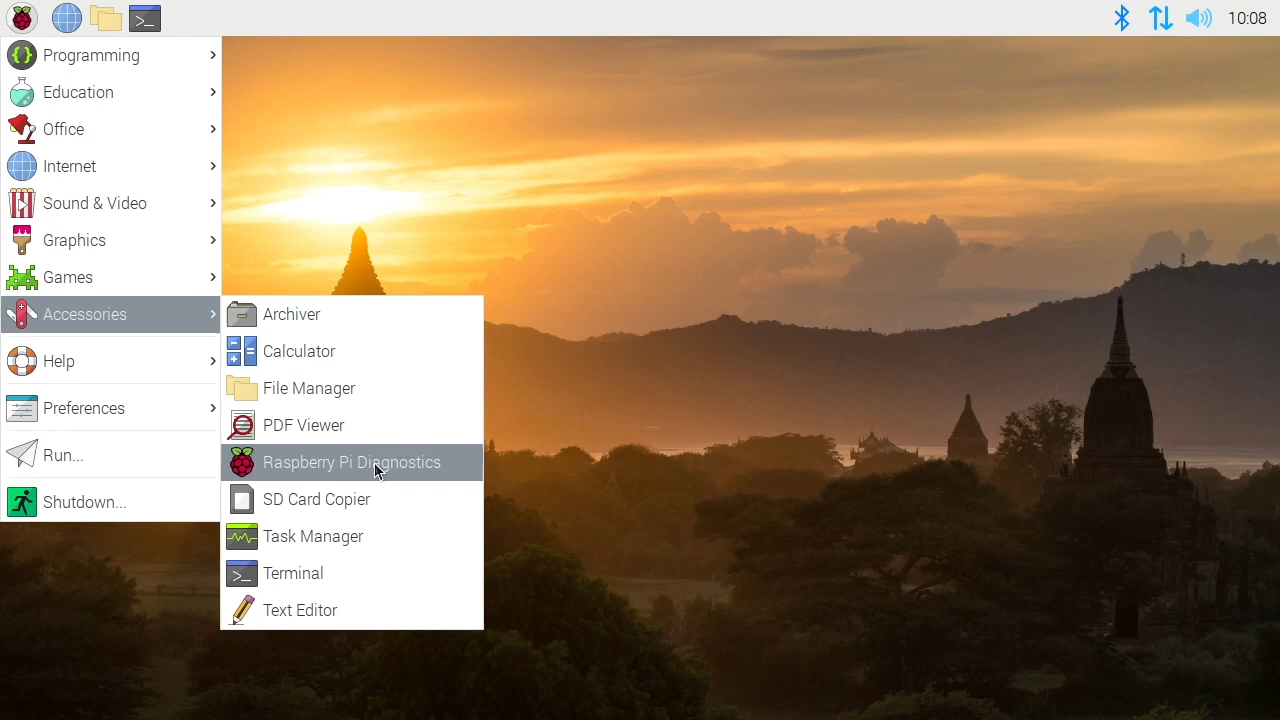 10:08
Programming
Education
Office
Internet
Sound & Video
Graphics
Games
Accessories
Help
Preferences
Run...
Shutdown...
Archiver
Calculator
File Manager
PDF Viewer
Raspberry Pi Diagnostics
SD Card Copier
Task Manager
Terminal
Text Editor